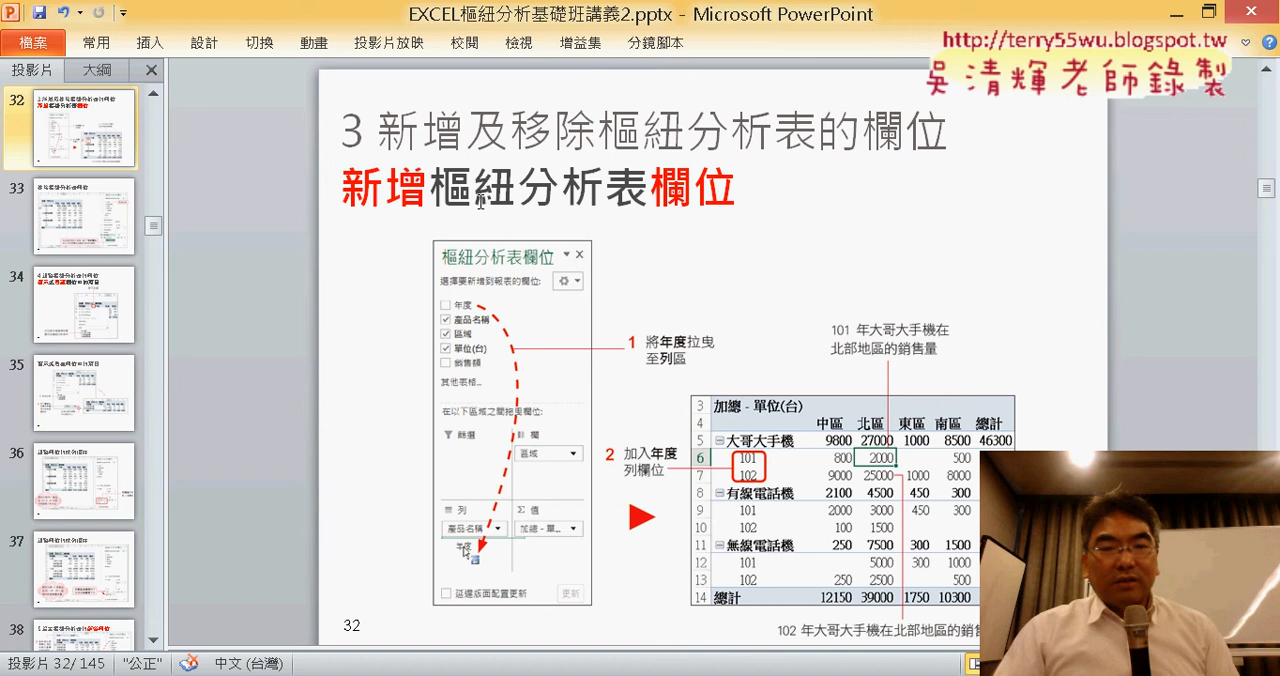 EXCEL樞紐分析基礎班講義2.pptx - Microsoft PowerPoint
檔案 常用 插入 設計 切換 動畫 投影片放映 校閱 檢視 增益集 分鏡腳本
http://terry55wu.blogspot.tw
吳清輝老師錄製
投影片 大綱
32
33
34
35
36
37
38
3 新增及移除樞紐分析表的欄位
新增樞紐分析表欄位
樞紐分析表欄位
選擇要新增到報表的欄位:
年度
產品名稱
區域
單位(台)
銷售額
其他表格...
在以下區域之間拖曳欄位:
篩選 欄
區域
列 Σ 值
產品名稱 加總 - 單...
年度
延遲版面配置更新 更新
1 將年度拉曳
至列區
2 加入年度
列欄位
101 年大哥大手機在
北部地區的銷售量
3 加總 - 單位(台)
4 中區 北區 東區 南區 總計
5 大哥大手機 9800 27000 1000 8500 46300
6 101 800 2000 500
7 102 9000 25000 1000 8000
8 有線電話機 2100 4500 450 300
9 101 2000 3000 450 300
10 102 100 1500
11 無線電話機 250 7500 300 1500
12 101 5000 300 1000
13 102 250 2500 500
14 總計 12150 39000 1750 10300
102 年大哥大手機在北部地區的銷
32
投影片 32/ 145 "公正" 中文 (台灣)